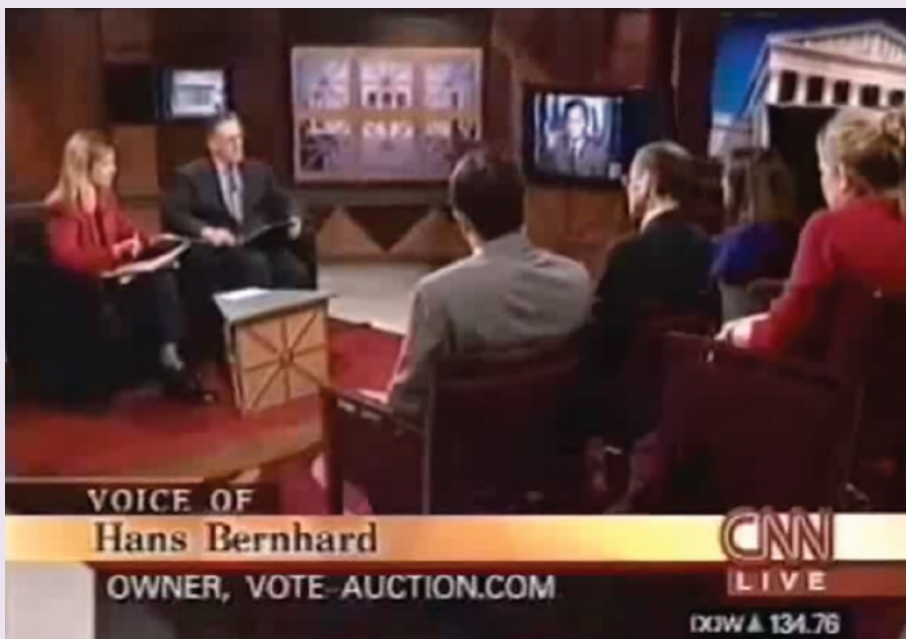 VOICE OF
Hans Bernhard
OWNER, VOTE-AUCTION.COM
CNN
LIVE
DOW ▲ 134.76